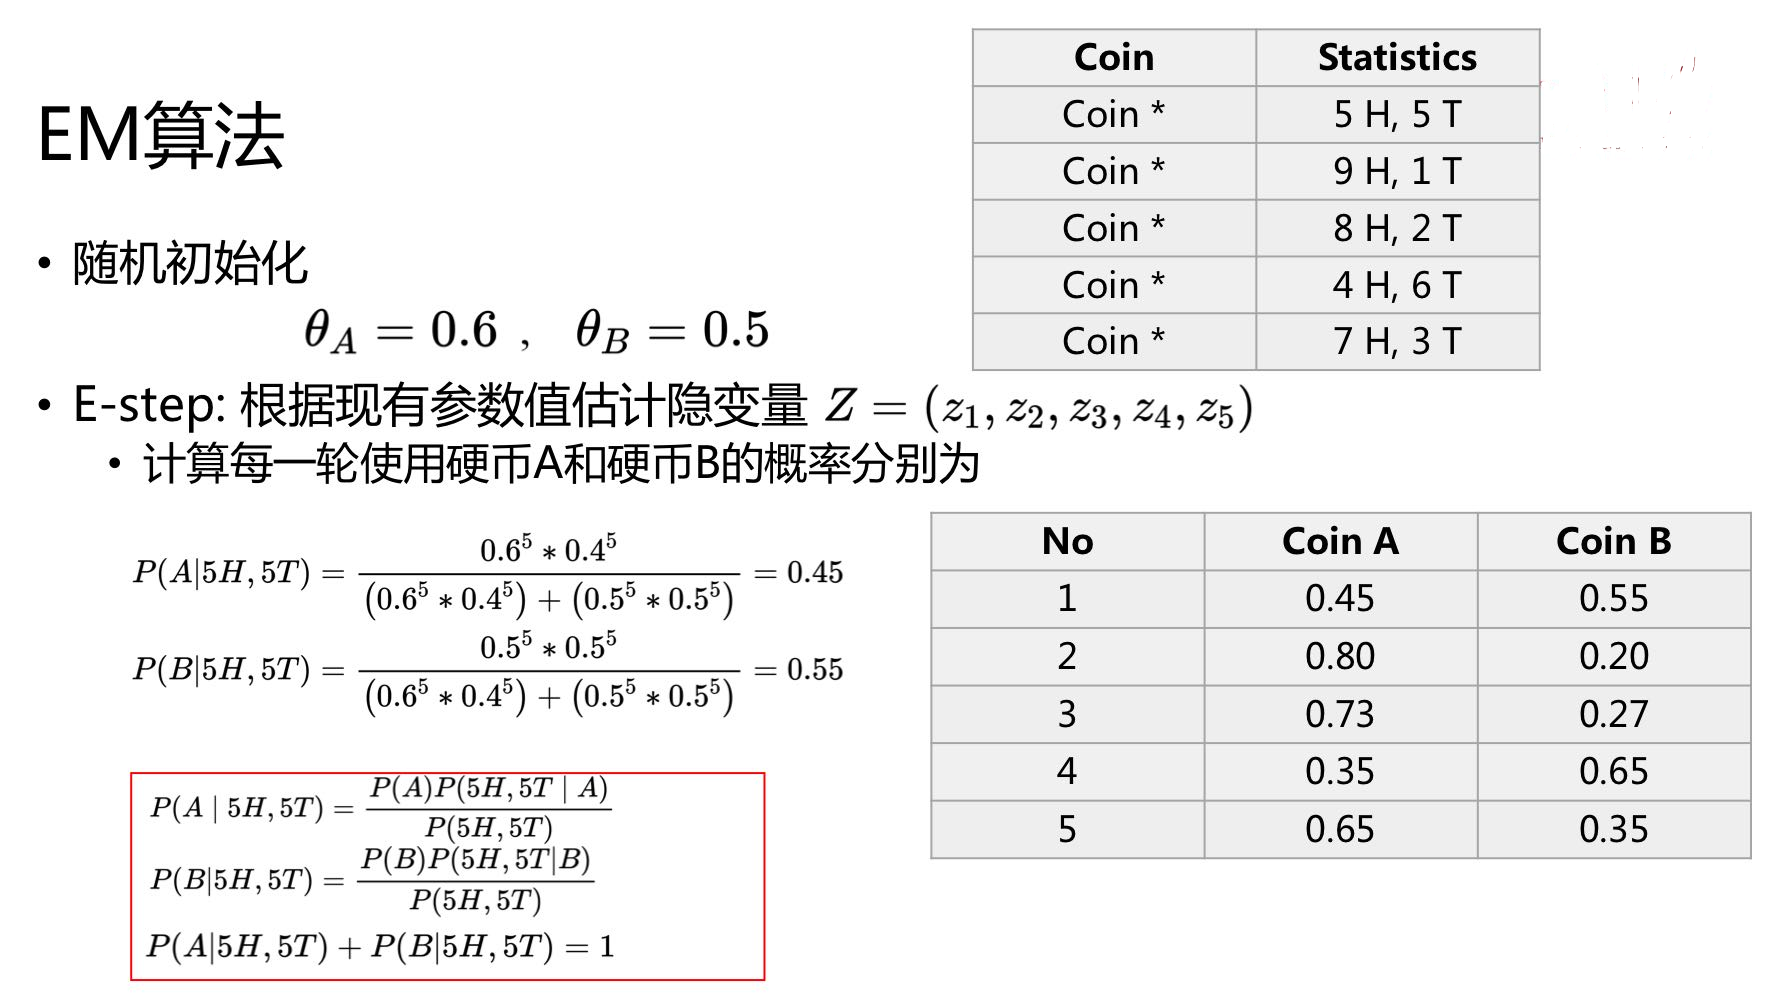 EM算法
Coin Statistics
Coin * 5 H, 5 T
Coin * 9 H, 1 T
Coin * 8 H, 2 T
Coin * 4 H, 6 T
Coin * 7 H, 3 T
• 随机初始化
θ_A = 0.6 , θ_B = 0.5
• E-step: 根据现有参数值估计隐变量 Z = (z_1, z_2, z_3, z_4, z_5)
• 计算每一轮使用硬币A和硬币B的概率分别为
P(A|5H, 5T) = \frac{0.6^5 * 0.4^5}{(0.6^5 * 0.4^5) + (0.5^5 * 0.5^5)} = 0.45
P(B|5H, 5T) = \frac{0.5^5 * 0.5^5}{(0.6^5 * 0.4^5) + (0.5^5 * 0.5^5)} = 0.55
P(A | 5H, 5T) = \frac{P(A)P(5H, 5T | A)}{P(5H, 5T)}
P(B|5H, 5T) = \frac{P(B)P(5H, 5T|B)}{P(5H, 5T)}
P(A|5H, 5T) + P(B|5H, 5T) = 1
No Coin A Coin B
1 0.45 0.55
2 0.80 0.20
3 0.73 0.27
4 0.35 0.65
5 0.65 0.35